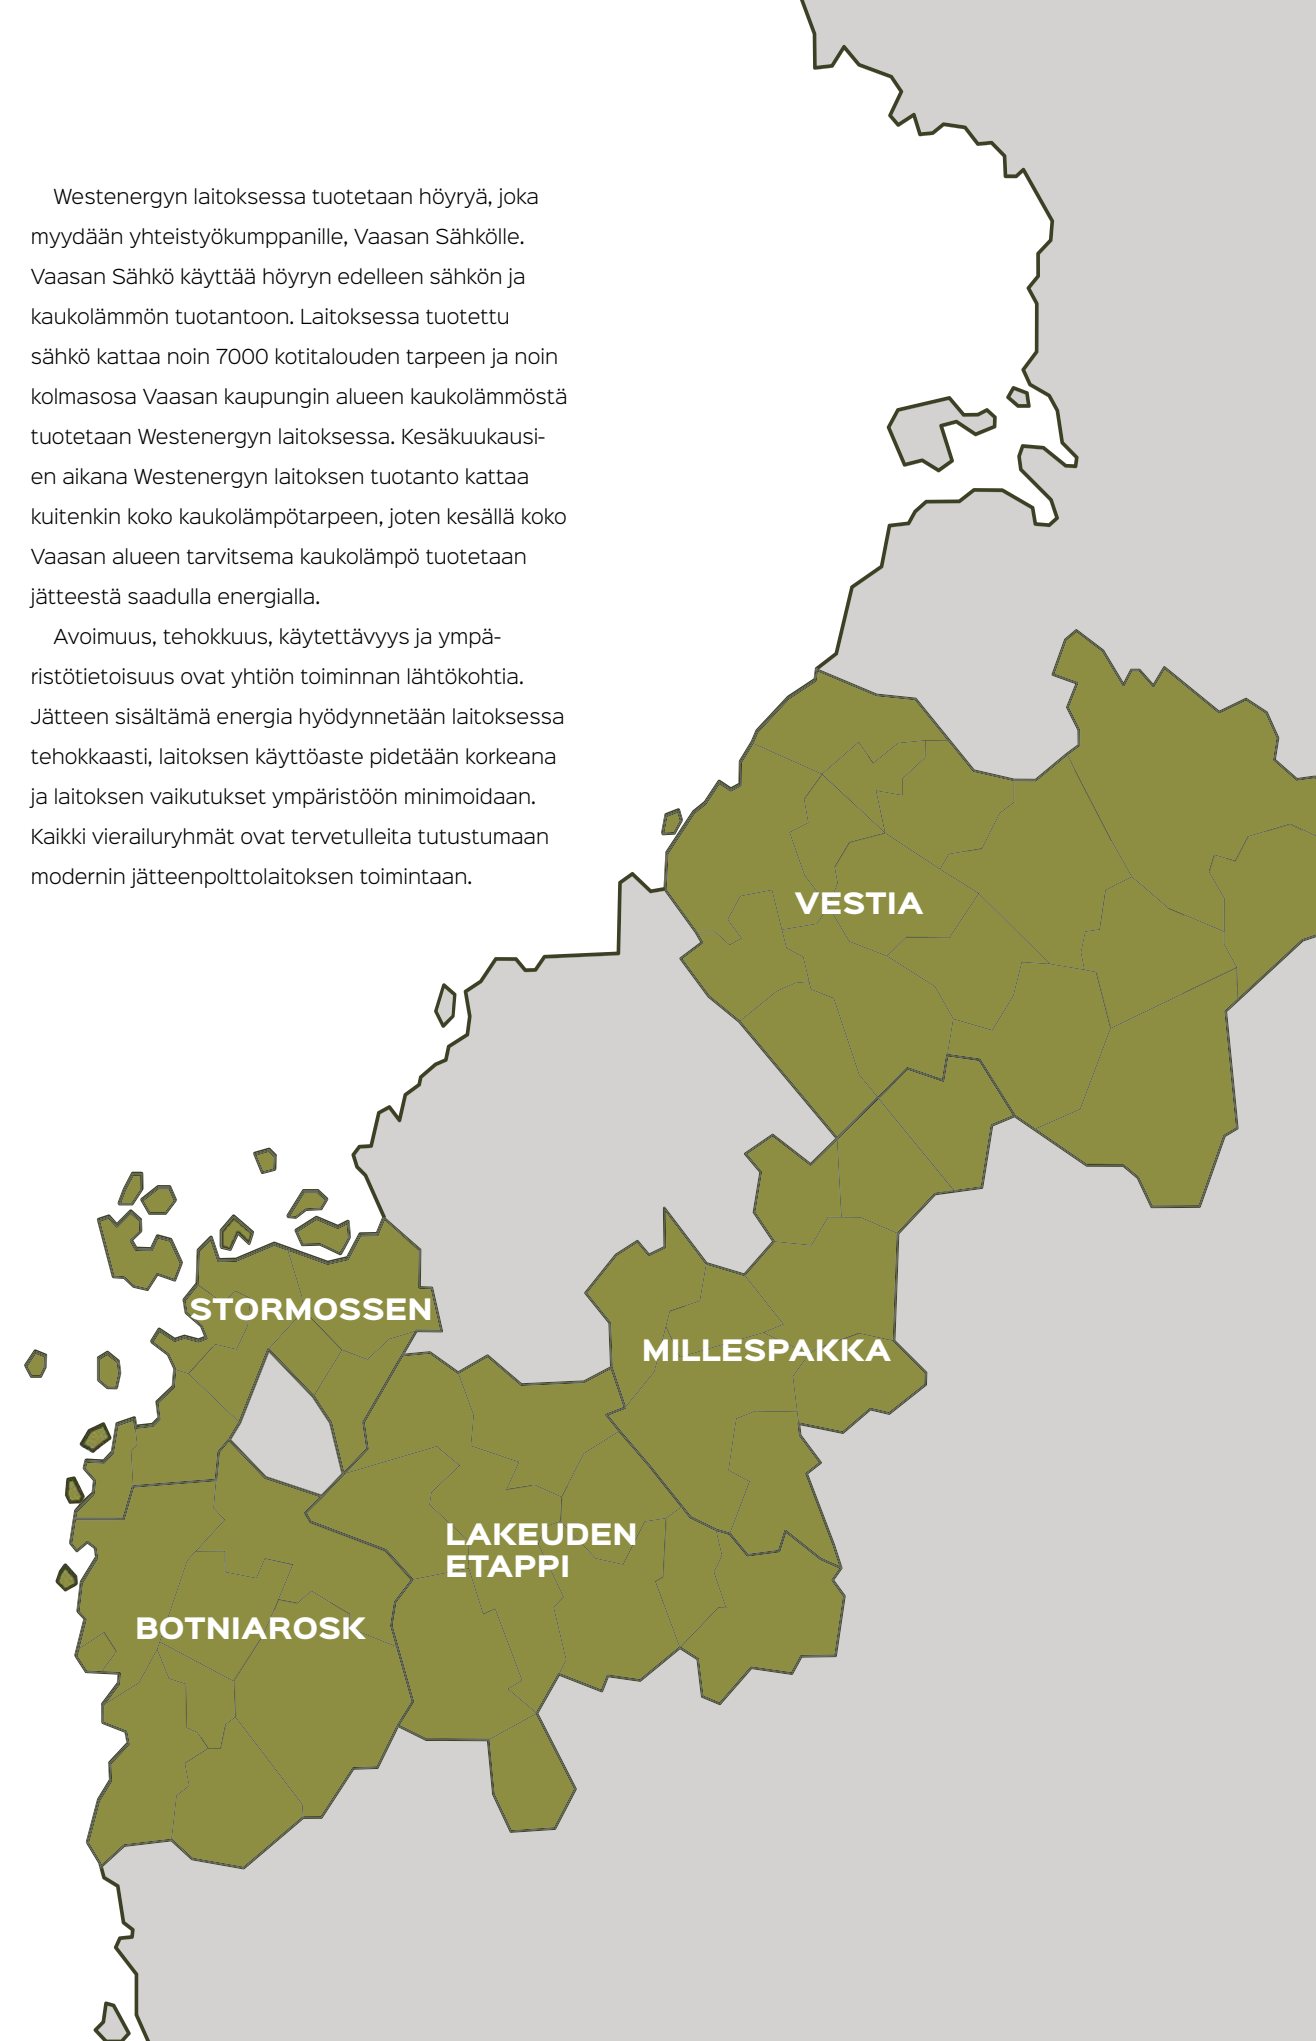 Westenergyn laitoksessa tuotetaan höyryä, joka
myydään yhteistyökumppanille, Vaasan Sähkölle.
Vaasan Sähkö käyttää höyryn edelleen sähkön ja
kaukolämmön tuotantoon. Laitoksessa tuotettu
sähkö kattaa noin 7000 kotitalouden tarpeen ja noin
kolmasosa Vaasan kaupungin alueen kaukolämmöstä
tuotetaan Westenergyn laitoksessa. Kesäkuukausi-
en aikana Westenergyn laitoksen tuotanto kattaa
kuitenkin koko kaukolämpötarpeen, joten kesällä koko
Vaasan alueen tarvitsema kaukolämpö tuotetaan
jätteestä saadulla energialla.
Avoimuus, tehokkuus, käytettävyys ja ympä-
ristötietoisuus ovat yhtiön toiminnan lähtökohtia.
Jätteen sisältämä energia hyödynnetään laitoksessa
tehokkaasti, laitoksen käyttöaste pidetään korkeana
ja laitoksen vaikutukset ympäristöön minimoidaan.
Kaikki vierailuryhmät ovat tervetulleita tutustumaan
modernin jätteenpolttolaitoksen toimintaan.
VESTIA
STORMOSSEN
MILLESPAKKA
LAKEUDEN
ETAPPI
BOTNIAROSK